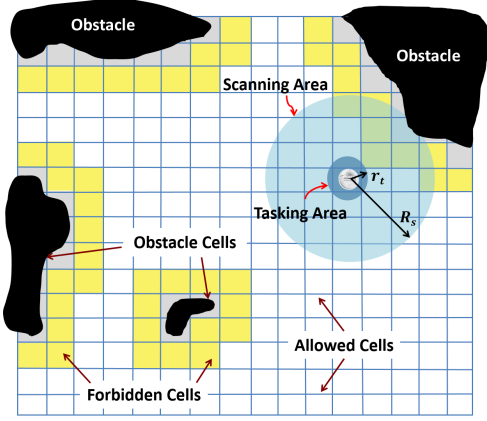 Obstacle
Obstacle
Scanning Area
r_t
Tasking Area
R_s
Obstacle Cells
Allowed Cells
Forbidden Cells